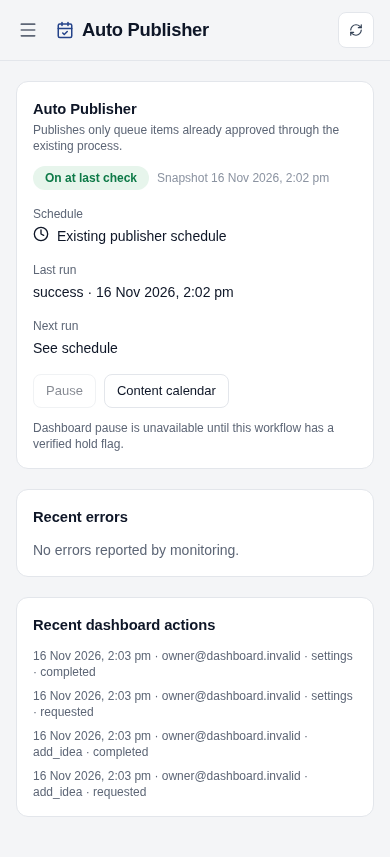 Auto Publisher
Auto Publisher
Publishes only queue items already approved through the
existing process.
On at last check
Snapshot 16 Nov 2026, 2:02 pm
Schedule
Existing publisher schedule
Last run
success · 16 Nov 2026, 2:02 pm
Next run
See schedule
Pause
Content calendar
Dashboard pause is unavailable until this workflow has a
verified hold flag.
Recent errors
No errors reported by monitoring.
Recent dashboard actions
16 Nov 2026, 2:03 pm · owner@dashboard.invalid · settings
· completed
16 Nov 2026, 2:03 pm · owner@dashboard.invalid · settings
· requested
16 Nov 2026, 2:03 pm · owner@dashboard.invalid ·
add_idea · completed
16 Nov 2026, 2:03 pm · owner@dashboard.invalid ·
add_idea · requested